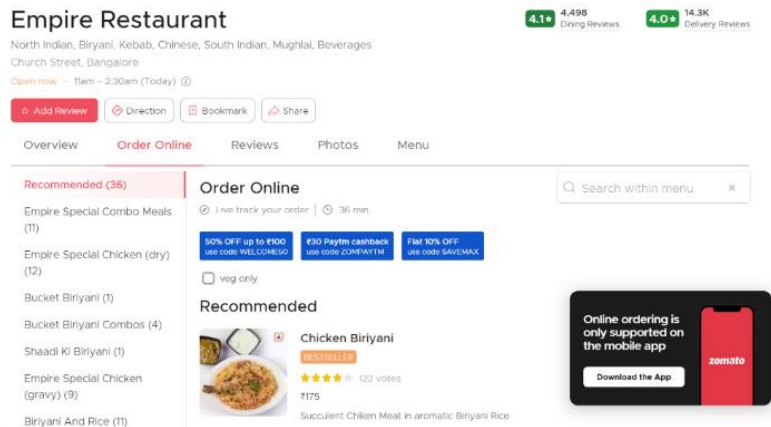 Empire Restaurant
4.1★ 4,498 Dining Reviews
4.0★ 14.3K Delivery Reviews
North Indian, Biryani, Kebab, Chinese, South Indian, Mughlai, Beverages
Church Street, Bangalore
Open now - 11am – 2:30am (Today)
Add Review
Direction
Bookmark
Share
Overview
Order Online
Reviews
Photos
Menu
Recommended (36)
Empire Special Combo Meals
(11)
Empire Special Chicken (dry)
(12)
Bucket Biriyani (1)
Bucket Biriyani Combos (4)
Shaadi Ki Biriyani (1)
Empire Special Chicken
(gravy) (9)
Biriyani And Rice (11)
Order Online
Search within menu
Live track your order | 36 min
50% OFF up to ₹100
use code WELCOME50
₹30 Paytm cashback
use code ZOMPAYTM
Flat 10% OFF
use code SAVEMAX
veg only
Recommended
Chicken Biriyani
BESTSELLER
122 votes
₹175
Succulent Chiken Meat in aromatic Biriyani Rice
Online ordering is
only supported on
the mobile app
Download the App
zomato